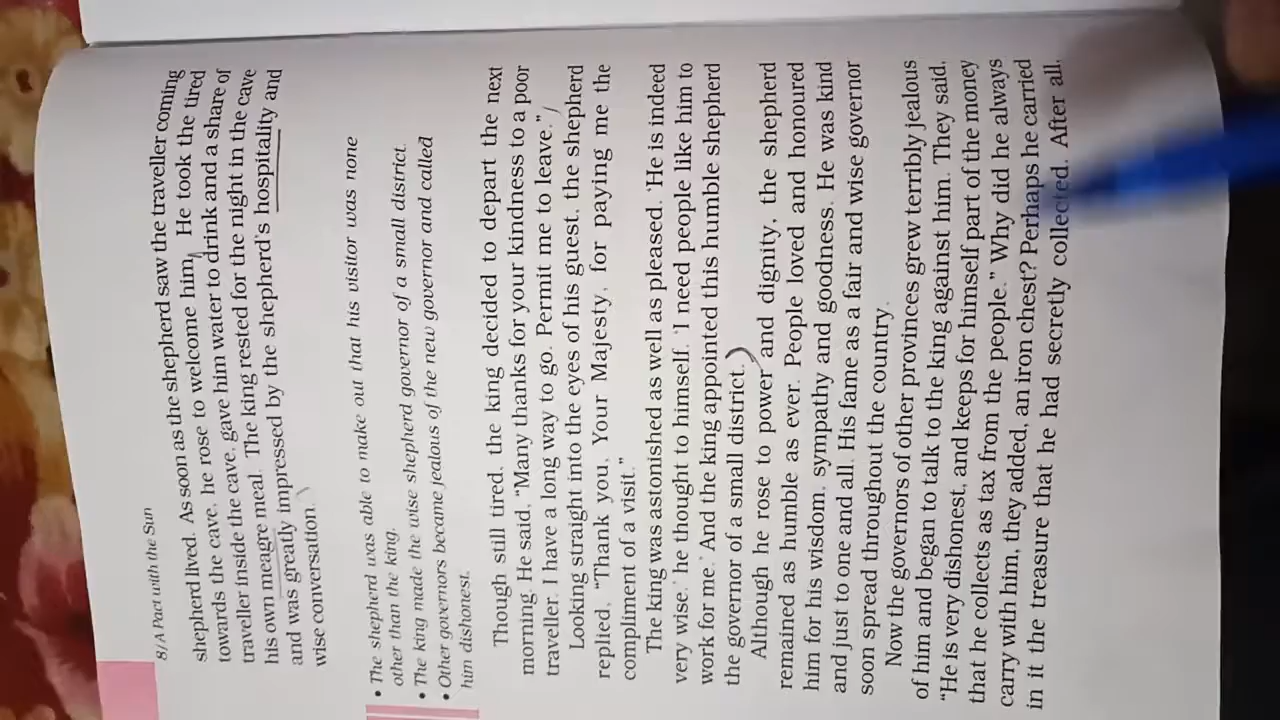 8/A Pact with the Sun
shepherd lived. As soon as the shepherd saw the traveller coming
towards the cave, he rose to welcome him. He took the tired
traveller inside the cave, gave him water to drink and a share of
his own meagre meal. The king rested for the night in the cave
and was greatly impressed by the shepherd's hospitality and
wise conversation.
• The shepherd was able to make out that his visitor was none
other than the king.
• The king made the wise shepherd governor of a small district.
• Other governors became jealous of the new governor and called
him dishonest.
Though still tired, the king decided to depart the next
morning. He said, “Many thanks for your kindness to a poor
traveller. I have a long way to go. Permit me to leave.”
Looking straight into the eyes of his guest, the shepherd
replied, “Thank you, Your Majesty, for paying me the
compliment of a visit.”
The king was astonished as well as pleased. ‘He is indeed
very wise,’ he thought to himself. ‘I need people like him to
work for me.’ And the king appointed this humble shepherd
the governor of a small district.
Although he rose to power and dignity, the shepherd
remained as humble as ever. People loved and honoured
him for his wisdom, sympathy and goodness. He was kind
and just to one and all. His fame as a fair and wise governor
soon spread throughout the country.
Now the governors of other provinces grew terribly jealous
of him and began to talk to the king against him. They said,
“He is very dishonest, and keeps for himself part of the money
that he collects as tax from the people.” Why did he always
carry with him, they added, an iron chest? Perhaps he carried
in it the treasure that he had secretly collected. After all,